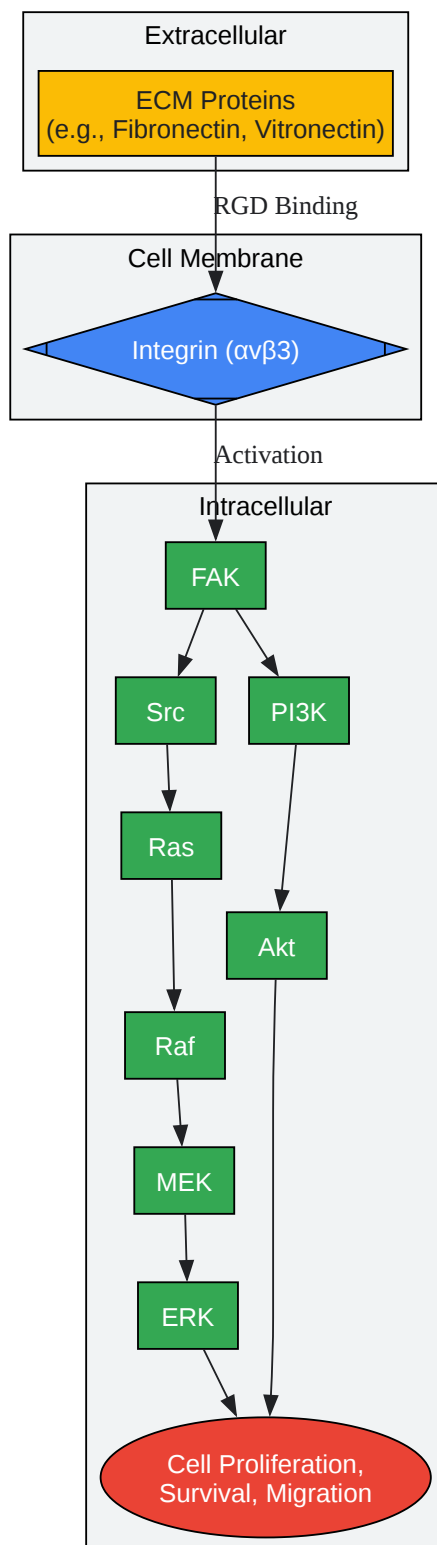 Extracellular
ECM Proteins
(e.g., Fibronectin, Vitronectin)
RGD Binding
Cell Membrane
Integrin (αvβ3)
Activation
Intracellular
FAK
Src
PI3K
Ras
Akt
Raf
MEK
ERK
Cell Proliferation,
Survival, Migration